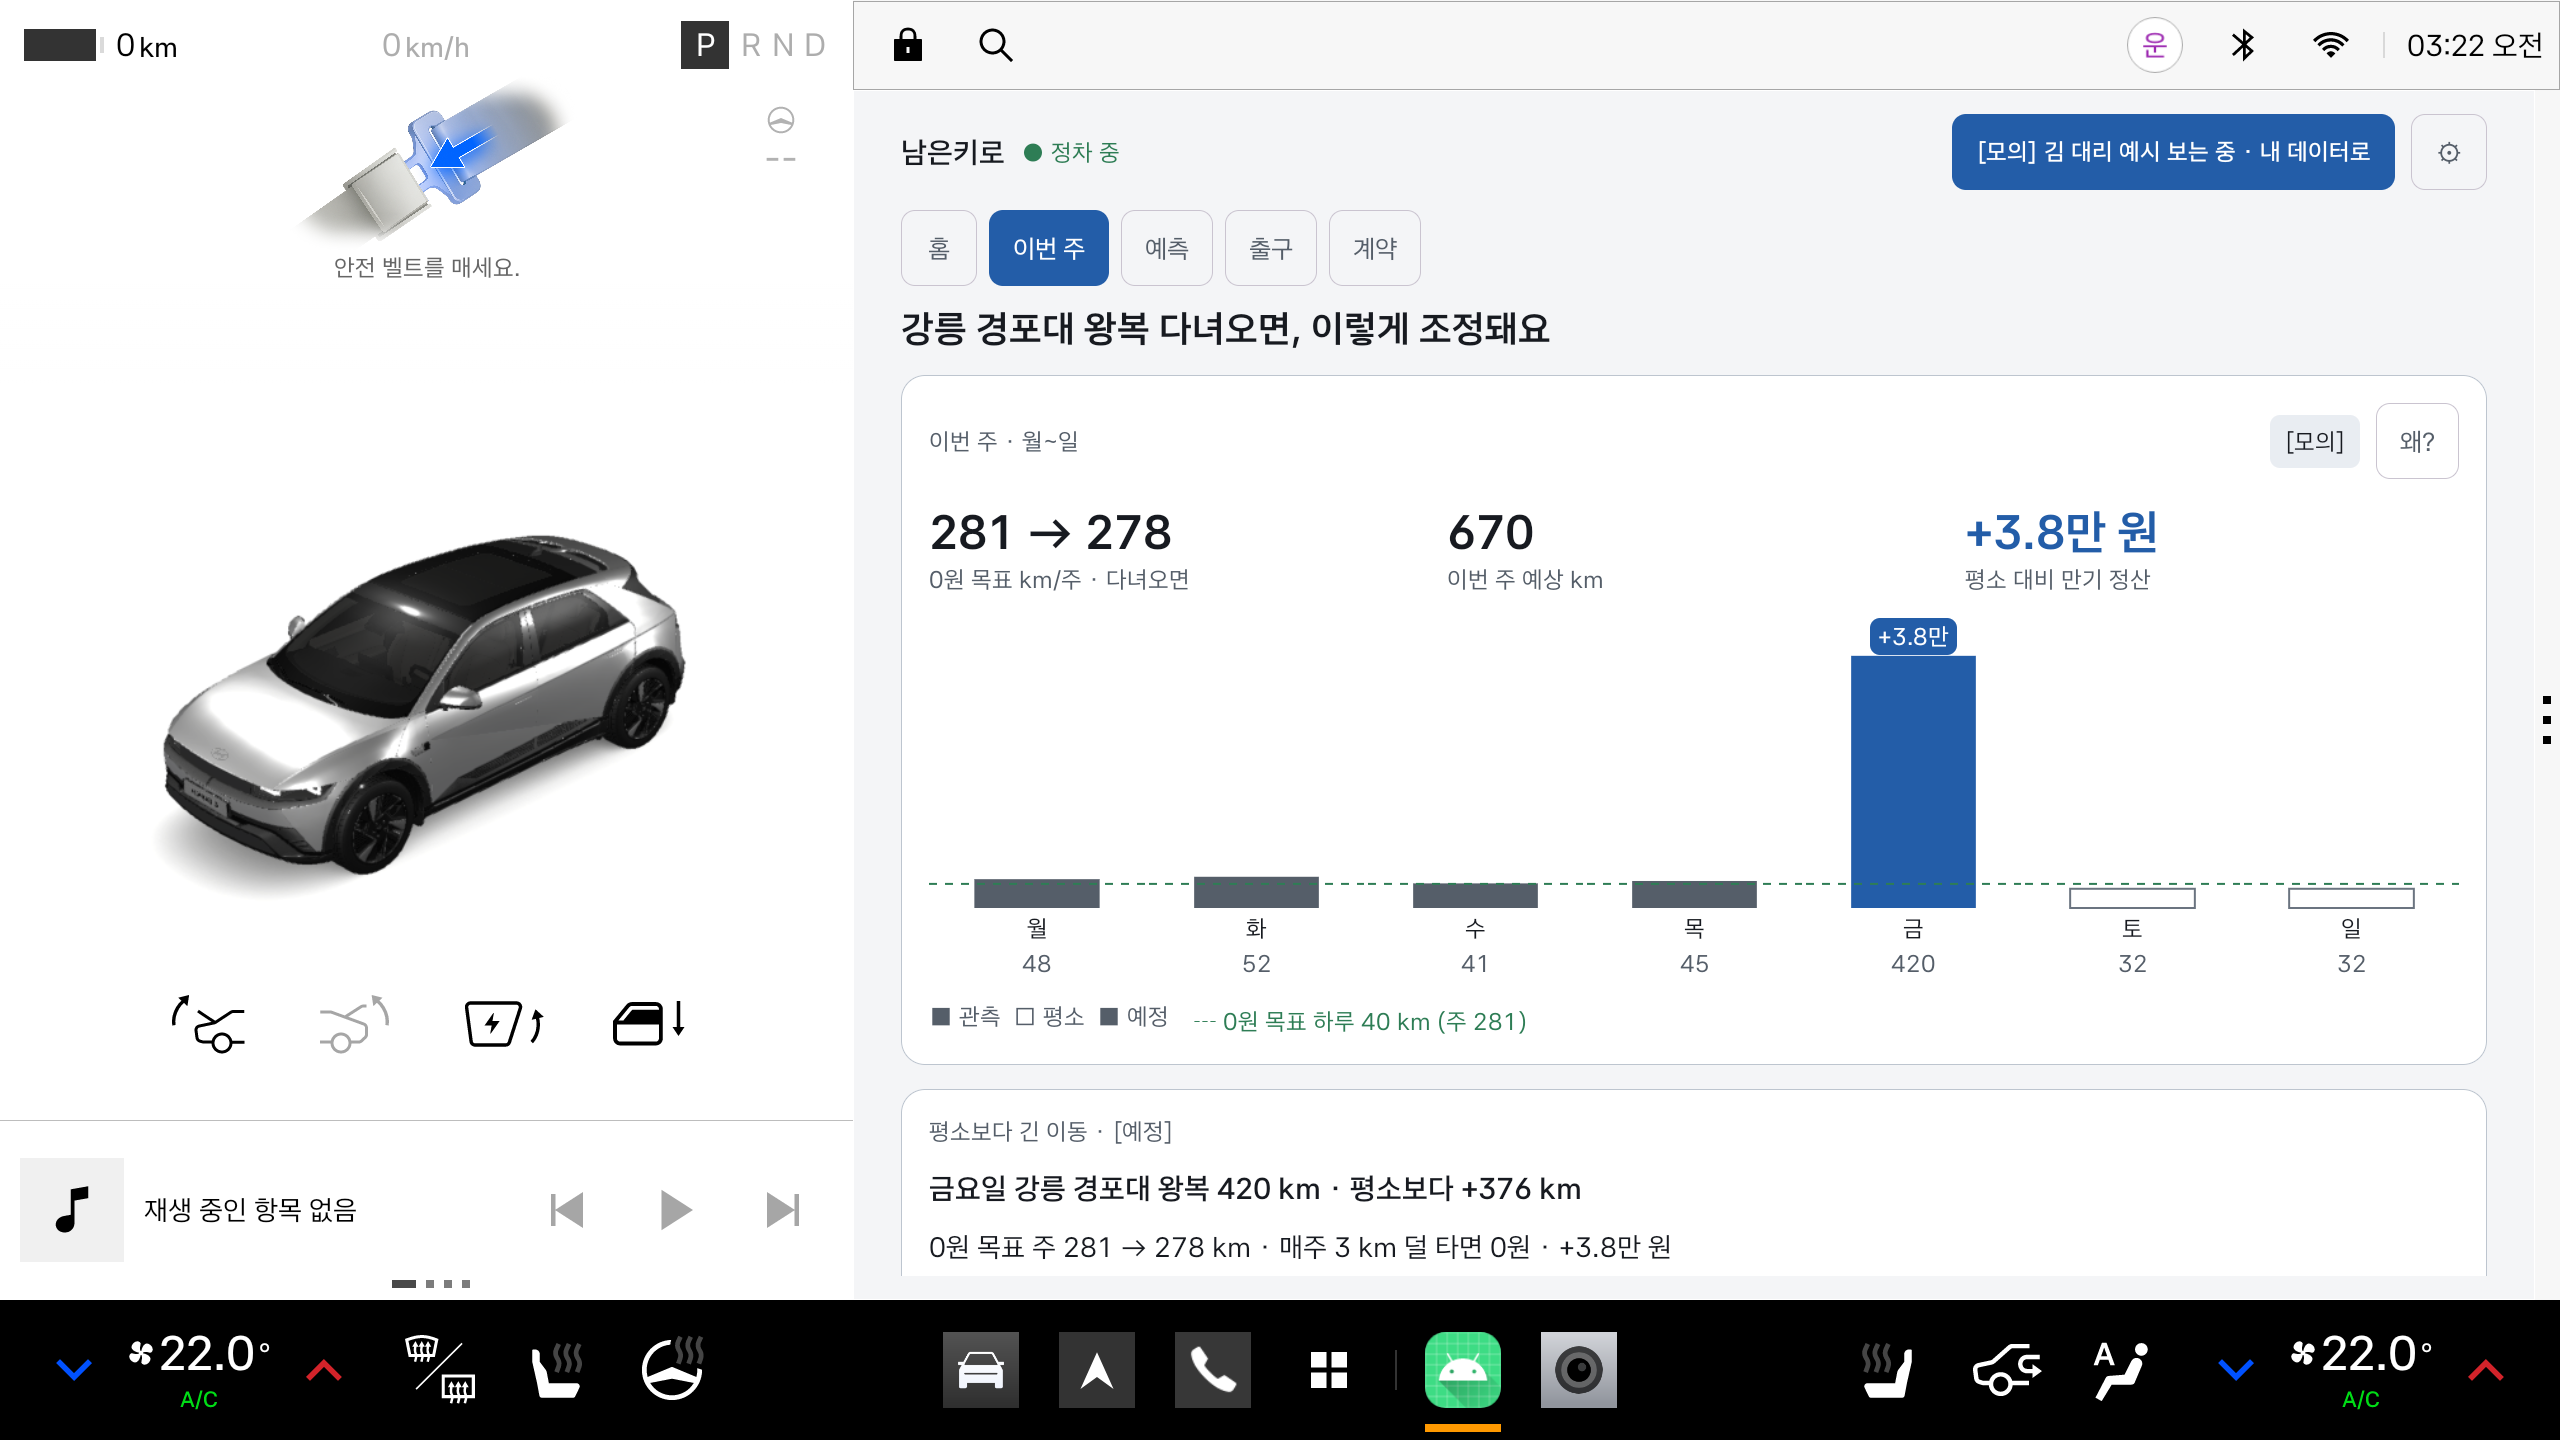 0 km
0 km/h
P R N D
--
안전 벨트를 매세요.
재생 중인 항목 없음
운
03:22 오전
남은키로
정차 중
[모의] 김 대리 예시 보는 중 · 내 데이터로
홈
이번 주
예측
출구
계약
강릉 경포대 왕복 다녀오면, 이렇게 조정돼요
이번 주 · 월~일
[모의]
왜?
281 → 278
0원 목표 km/주 · 다녀오면
670
이번 주 예상 km
+3.8만 원
평소 대비 만기 정산
+3.8만
월 화 수 목 금 토 일
48 52 41 45 420 32 32
관측 평소 예정 --- 0원 목표 하루 40 km (주 281)
평소보다 긴 이동 · [예정]
금요일 강릉 경포대 왕복 420 km · 평소보다 +376 km
0원 목표 주 281 → 278 km · 매주 3 km 덜 타면 0원 · +3.8만 원
22.0°
A/C
A
22.0°
A/C